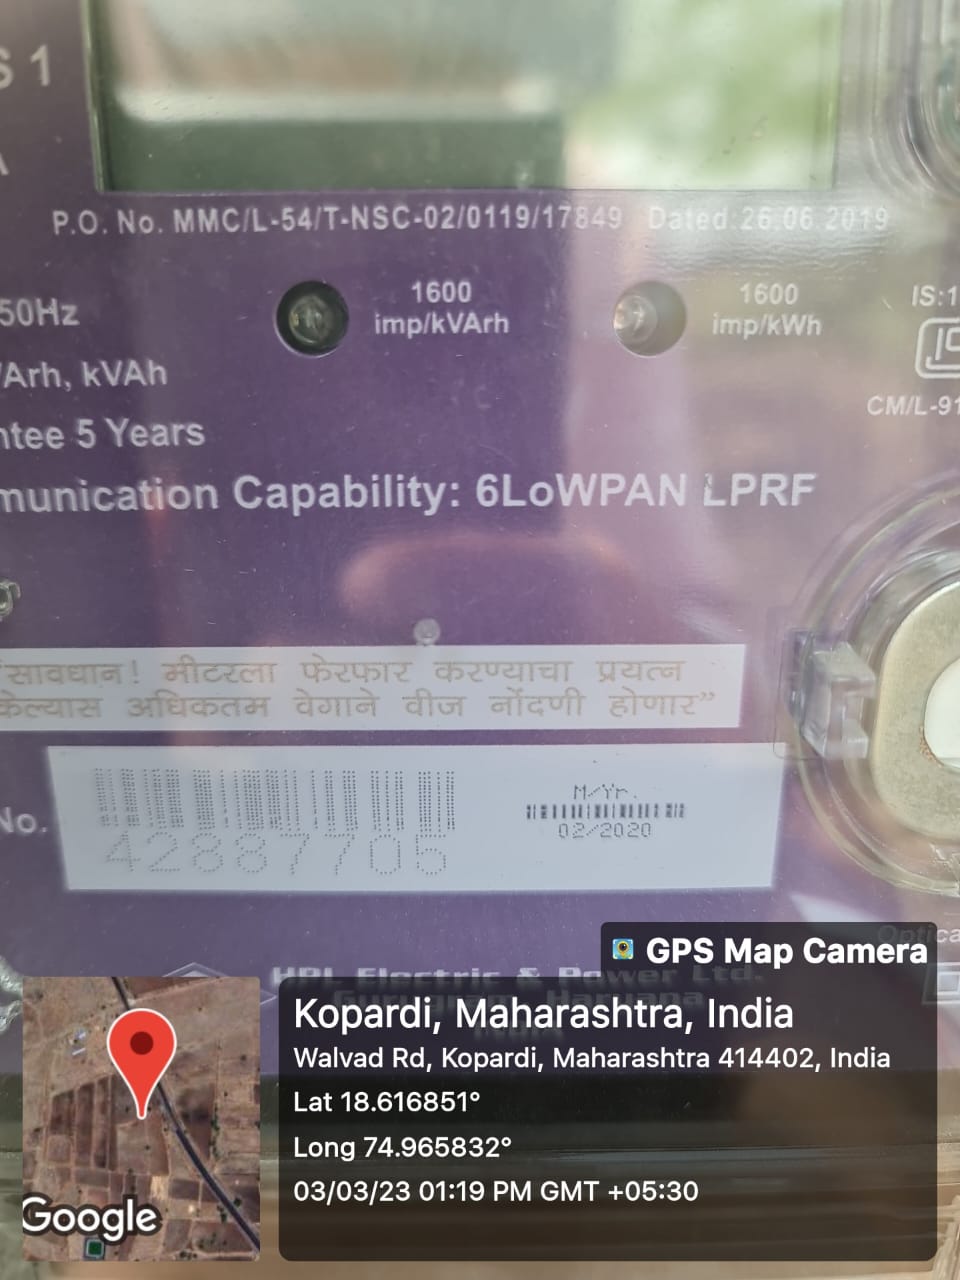 S 1
A
P.O. No. MMC/L-54/T-NSC-02/0119/17849 Dated:26.06.2019
50Hz
1600
imp/kVArh
1600
imp/kWh
IS:1
Arh, kVAh
CM/L-91
ntee 5 Years
munication Capability: 6LoWPAN LPRF
"सावधान! मीटरला फेरफार करण्याचा प्रयत्न
केल्यास अधिकतम वेगाने वीज नोंदणी होणार”
No.
42887705
M/Yr.
02/2020
Optica
HPL Electric & Power Ltd.
Gurugram, Haryana
GPS Map Camera
Kopardi, Maharashtra, India
Walvad Rd, Kopardi, Maharashtra 414402, India
Lat 18.616851°
Long 74.965832°
03/03/23 01:19 PM GMT +05:30
Google